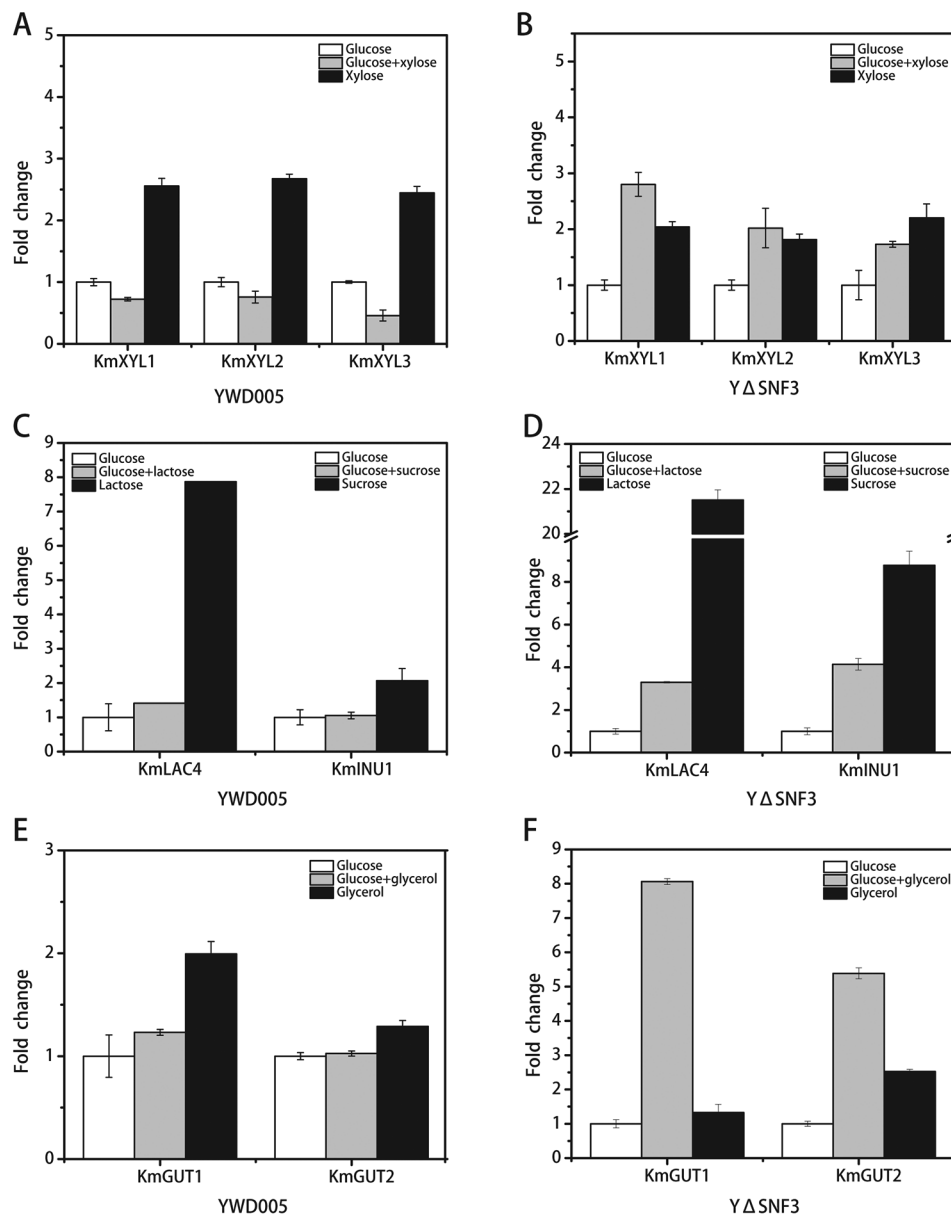 A
Fold change
5
4
3
2
1
0
Glucose
Glucose+xylose
Xylose
KmXYL1 KmXYL2 KmXYL3
YWD005
B
Fold change
5
4
3
2
1
0
Glucose
Glucose+xylose
Xylose
KmXYL1 KmXYL2 KmXYL3
Y Δ SNF3
C
Fold change
9
8
7
6
5
4
3
2
1
0
Glucose
Glucose+lactose
Lactose
Glucose
Glucose+sucrose
Sucrose
KmLAC4 KmINU1
YWD005
D
Fold change
24
22
20
8
6
4
2
0
Glucose
Glucose+lactose
Lactose
Glucose
Glucose+sucrose
Sucrose
KmLAC4 KmINU1
Y Δ SNF3
E
Fold change
3
2
1
0
Glucose
Glucose+glycerol
Glycerol
KmGUT1 KmGUT2
YWD005
F
Fold change
9
8
7
6
5
4
3
2
1
0
Glucose
Glucose+glycerol
Glycerol
KmGUT1 KmGUT2
Y Δ SNF3